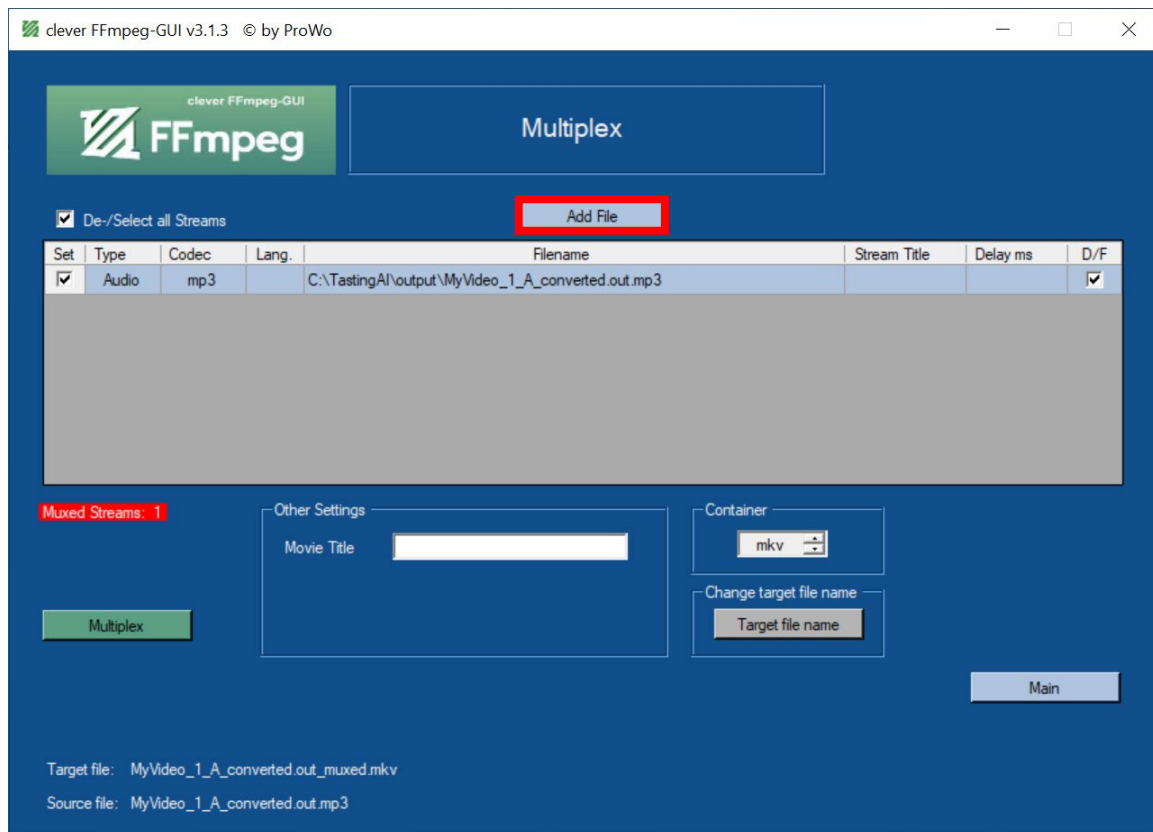 clever FFmpeg-GUI v3.1.3 © by ProWo
clever FFmpeg-GUI
FFmpeg
Multiplex
De-/Select all Streams
Add File
Set Type Codec Lang. Filename Stream Title Delay ms D/F
Audio mp3 C:\TastingAI\output\MyVideo_1_A_converted.out.mp3
Muxed Streams: 1
Other Settings
Movie Title
Container
mkv
Change target file name
Target file name
Multiplex
Main
Target file: MyVideo_1_A_converted.out_muxed.mkv
Source file: MyVideo_1_A_converted.out.mp3